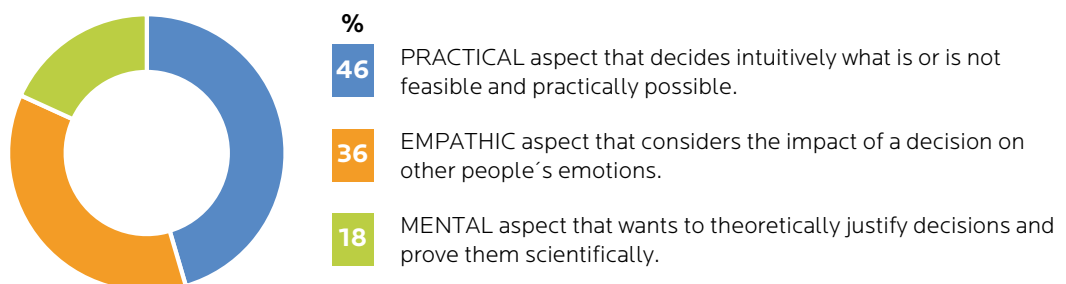 %
46
PRACTICAL aspect that decides intuitively what is or is not
feasible and practically possible.
36
EMPATHIC aspect that considers the impact of a decision on
other people´s emotions.
18
MENTAL aspect that wants to theoretically justify decisions and
prove them scientifically.